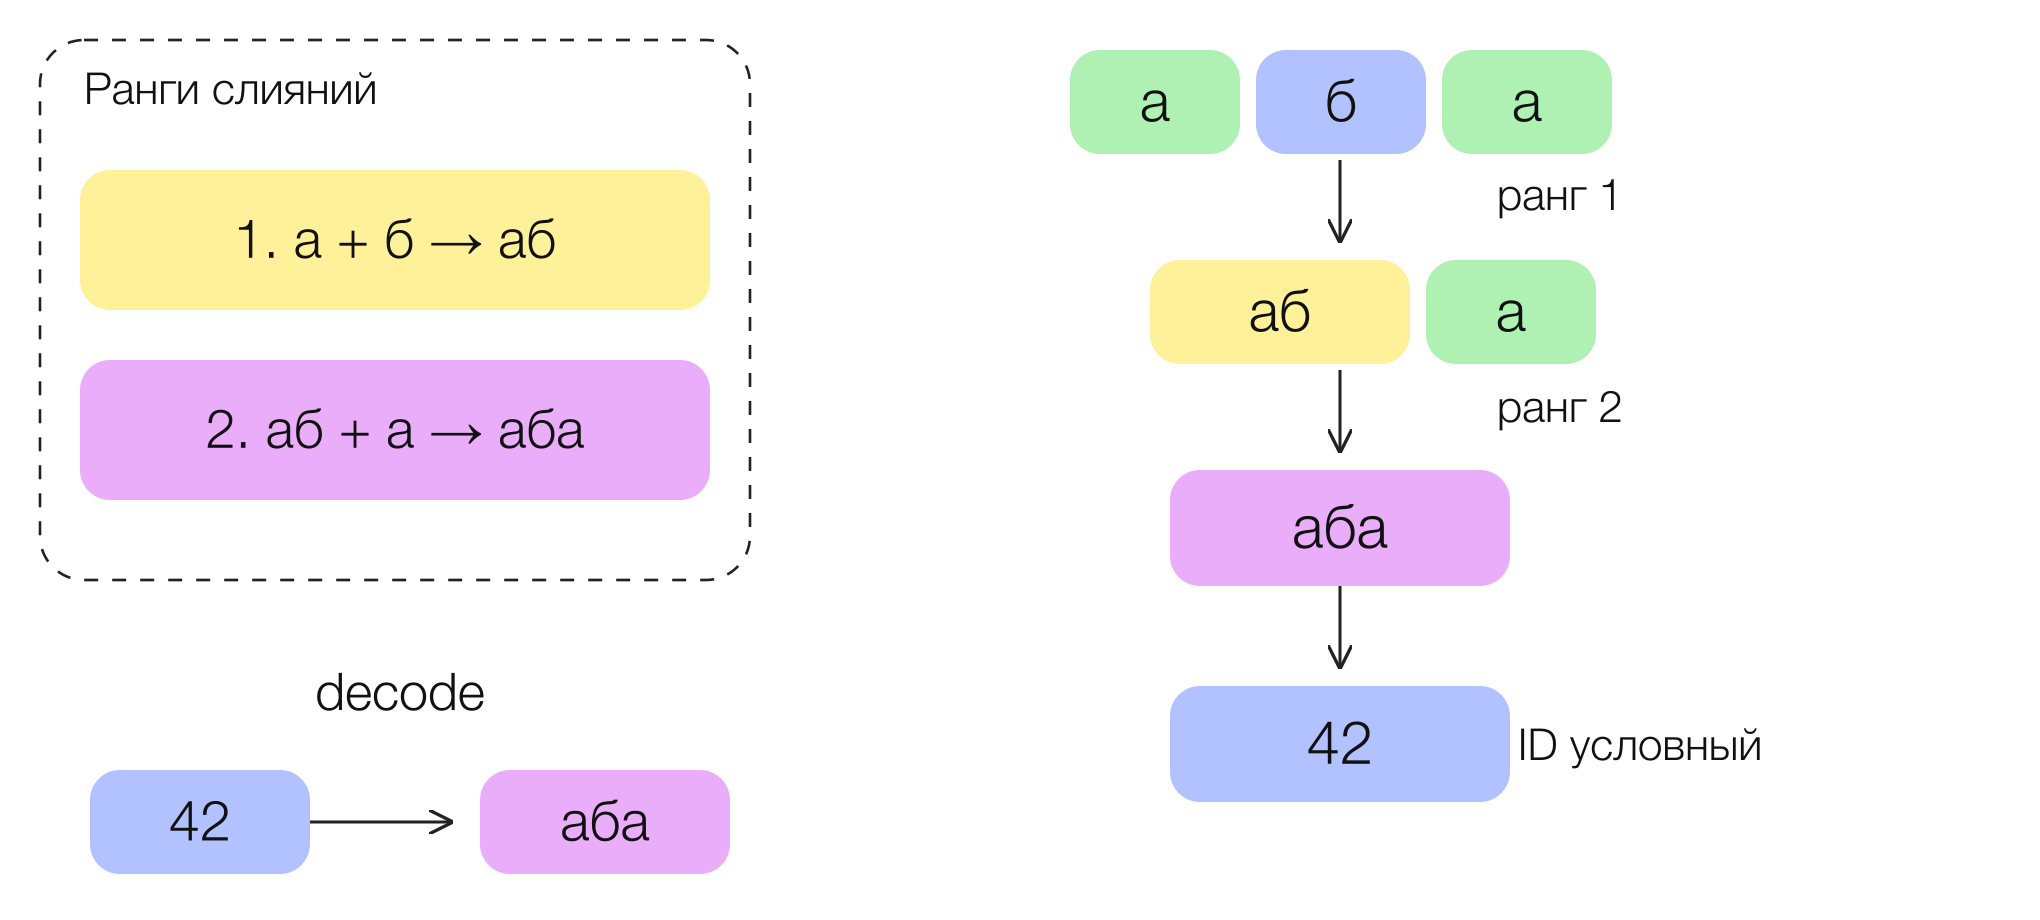 Ранги слияний
1. а + б → аб
2. аб + а → аба
decode
42
аба
а
б
а
ранг 1
аб
а
ранг 2
аба
42
ID условный